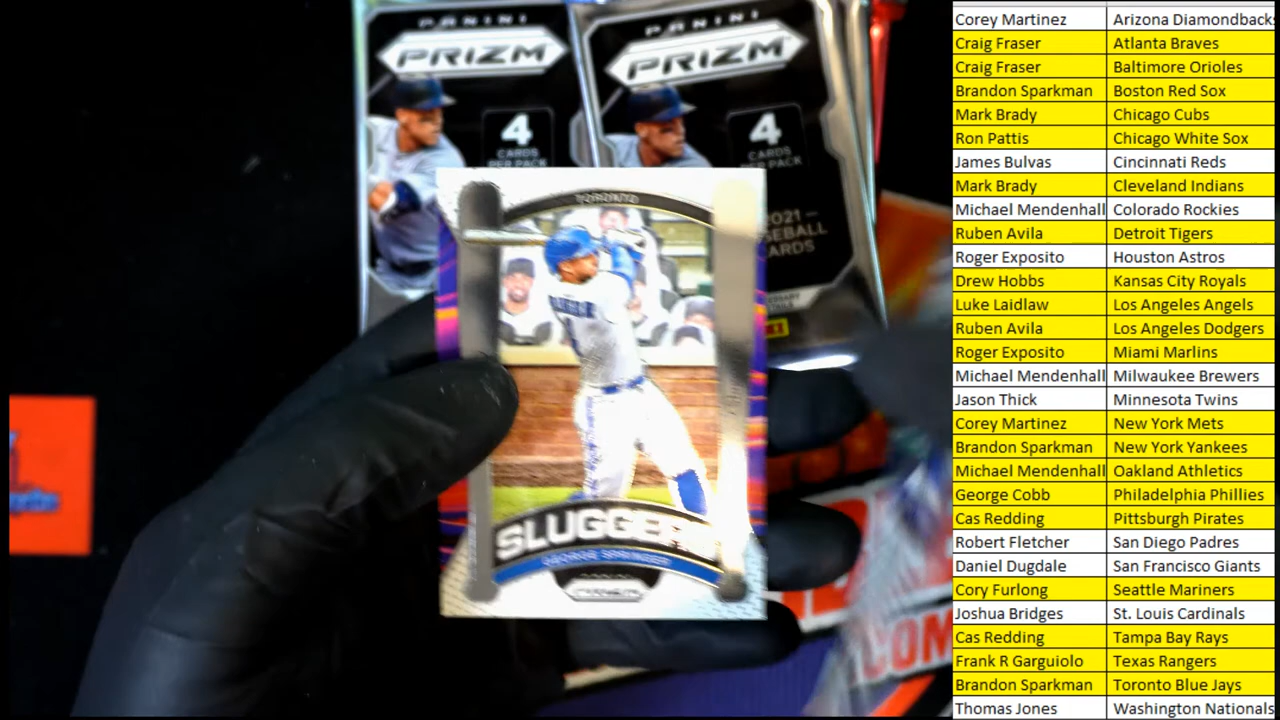 PANINI
PRIZM
4
CARDS
PER PACK
PANINI
PRIZM
4
CARDS
PER PACK
2021
BASEBALL
CARDS
TORONTO
SLUGGERS
GEORGE SPRINGER
COM
Corey Martinez Arizona Diamondback
Craig Fraser Atlanta Braves
Craig Fraser Baltimore Orioles
Brandon Sparkman Boston Red Sox
Mark Brady Chicago Cubs
Ron Pattis Chicago White Sox
James Bulvas Cincinnati Reds
Mark Brady Cleveland Indians
Michael Mendenhall Colorado Rockies
Ruben Avila Detroit Tigers
Roger Exposito Houston Astros
Drew Hobbs Kansas City Royals
Luke Laidlaw Los Angeles Angels
Ruben Avila Los Angeles Dodgers
Roger Exposito Miami Marlins
Michael Mendenhall Milwaukee Brewers
Jason Thick Minnesota Twins
Corey Martinez New York Mets
Brandon Sparkman New York Yankees
Michael Mendenhall Oakland Athletics
George Cobb Philadelphia Phillies
Cas Redding Pittsburgh Pirates
Robert Fletcher San Diego Padres
Daniel Dugdale San Francisco Giants
Cory Furlong Seattle Mariners
Joshua Bridges St. Louis Cardinals
Cas Redding Tampa Bay Rays
Frank R Garguiolo Texas Rangers
Brandon Sparkman Toronto Blue Jays
Thomas Jones Washington Nationals